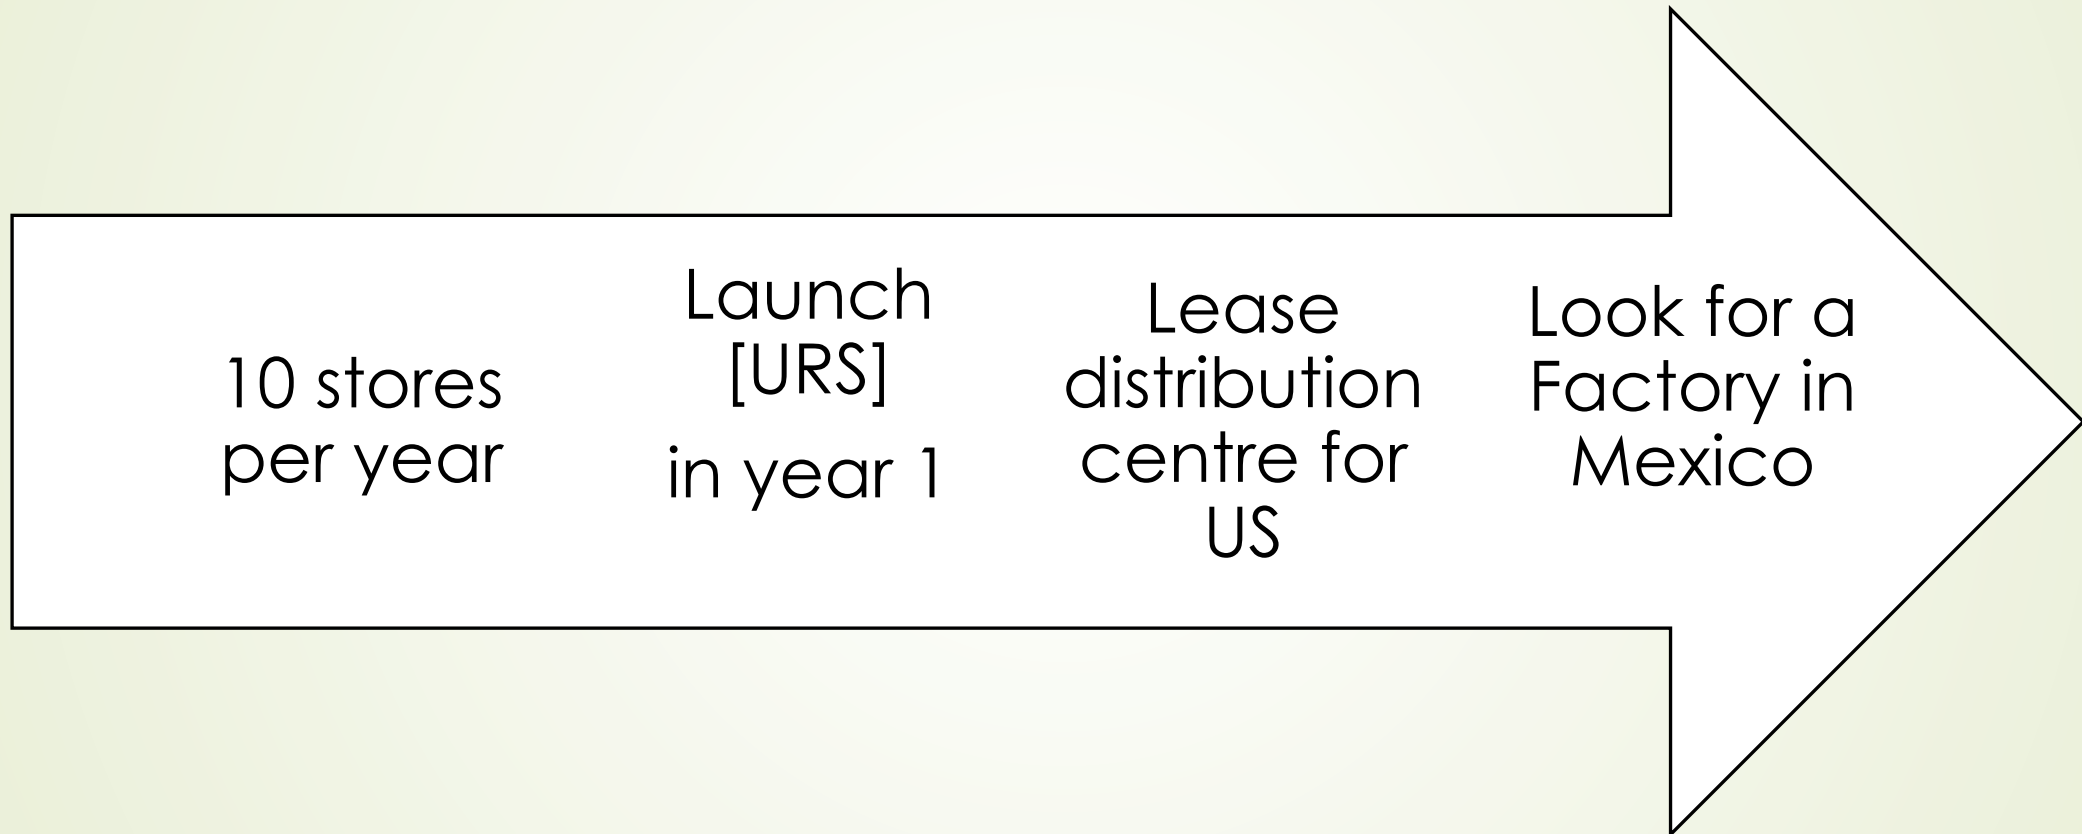 10 stores
per year
Launch
[URS]
in year 1
Lease
distribution
centre for
US
Look for a
Factory in
Mexico